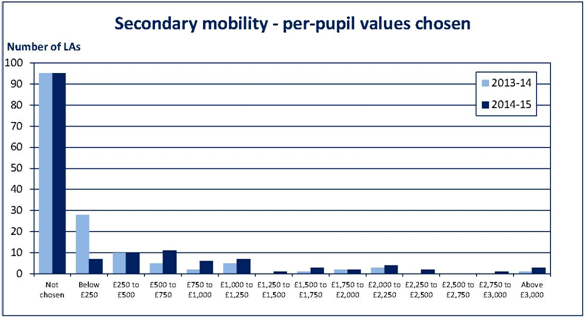 Secondary mobility - per-pupil values chosen
Number of LAs
100
90
80
70
60
50
40
30
20
10
0
2013-14
2014-15
Not chosen
Below £250
£250 to £500
£500 to £750
£750 to £1,000
£1,000 to £1,250
£1,250 to £1,500
£1,500 to £1,750
£1,750 to £2,000
£2,000 to £2,250
£2,250 to £2,500
£2,500 to £2,750
£2,750 to £3,000
Above £3,000